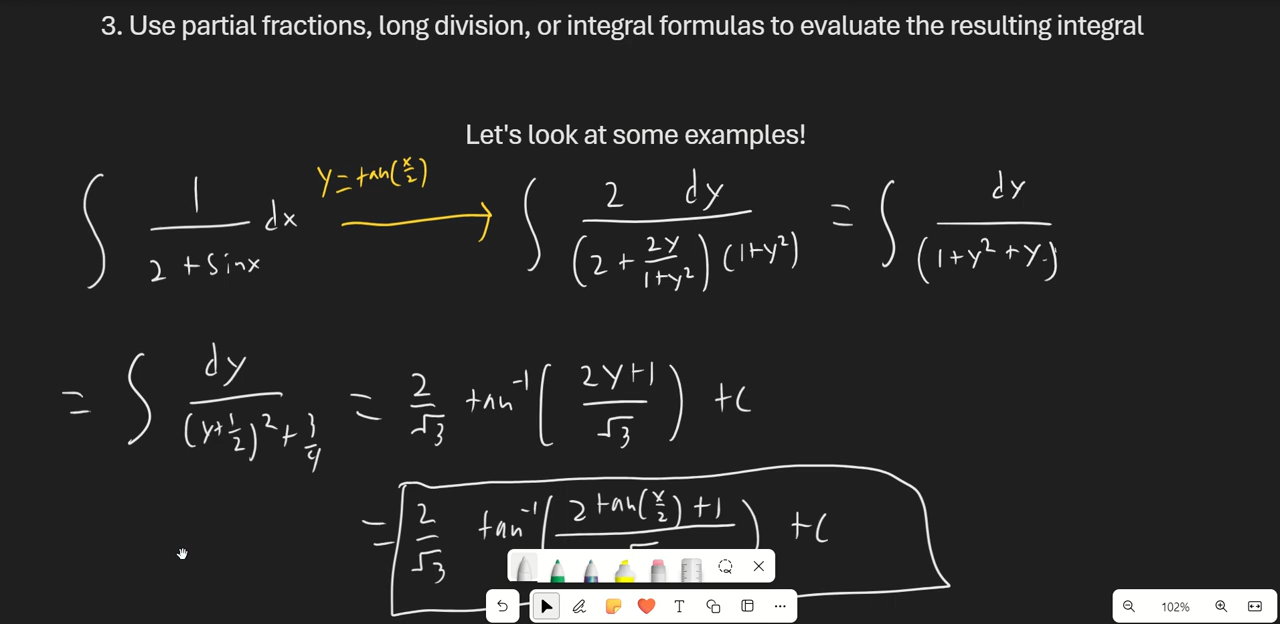 3. Use partial fractions, long division, or integral formulas to evaluate the resulting integral
Let's look at some examples!
∫ 1/(2 + sinx) dx y = tan(x/2) → ∫ 2 dy/((2 + 2y/(1+y²))(1+y²)) = ∫ dy/(1+y²+y)
= ∫ dy/((y+1/2)² + 3/4) = 2/√3 tan⁻¹((2y+1)/√3) + C
= 2/√3 tan⁻¹((2 tan(x/2) + 1)/√) + C
102%